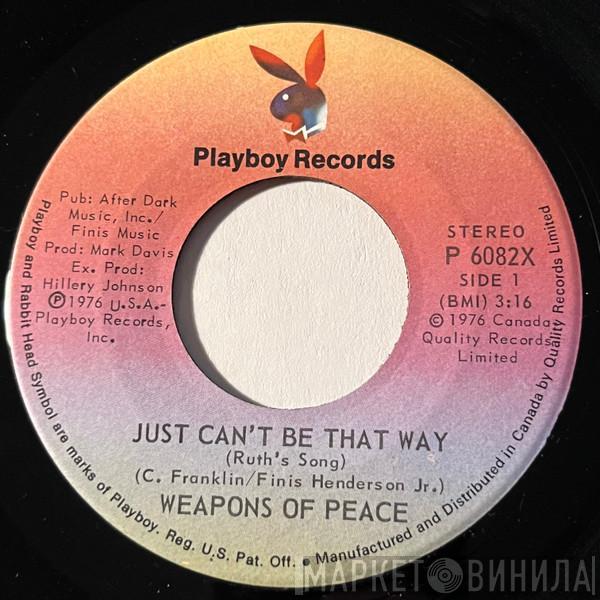 Playboy Records
Pub: After Dark
Music, Inc./
Finis Music
Prod: Mark Davis
Ex. Prod:
Hillery Johnson
Ⓟ1976 U.S.A.-
Playboy Records,
Inc.
STEREO
P 6082X
SIDE 1
(BMI) 3:16
© 1976 Canada-
Quality Records
Limited
JUST CAN'T BE THAT WAY
(Ruth's Song)
(C. Franklin/Finis Henderson Jr.)
WEAPONS OF PEACE
Playboy and Rabbit Head Symbol are marks of Playboy. Reg. U.S. Pat. Off. • Manufactured and Distributed in Canada by Quality Records Limited
МАРКЕТ ВИНИЛА